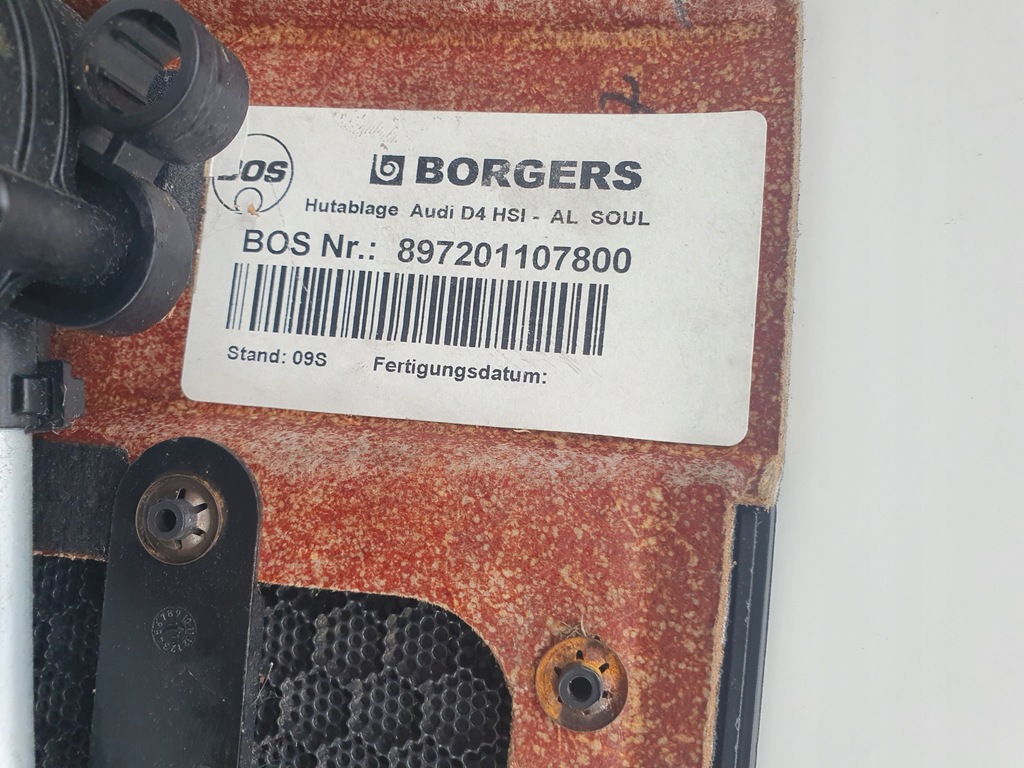 BOS
BORGERS
Hutablage Audi D4 HSI - AL SOUL
BOS Nr.: 897201107800
Stand: 09S Fertigungsdatum: